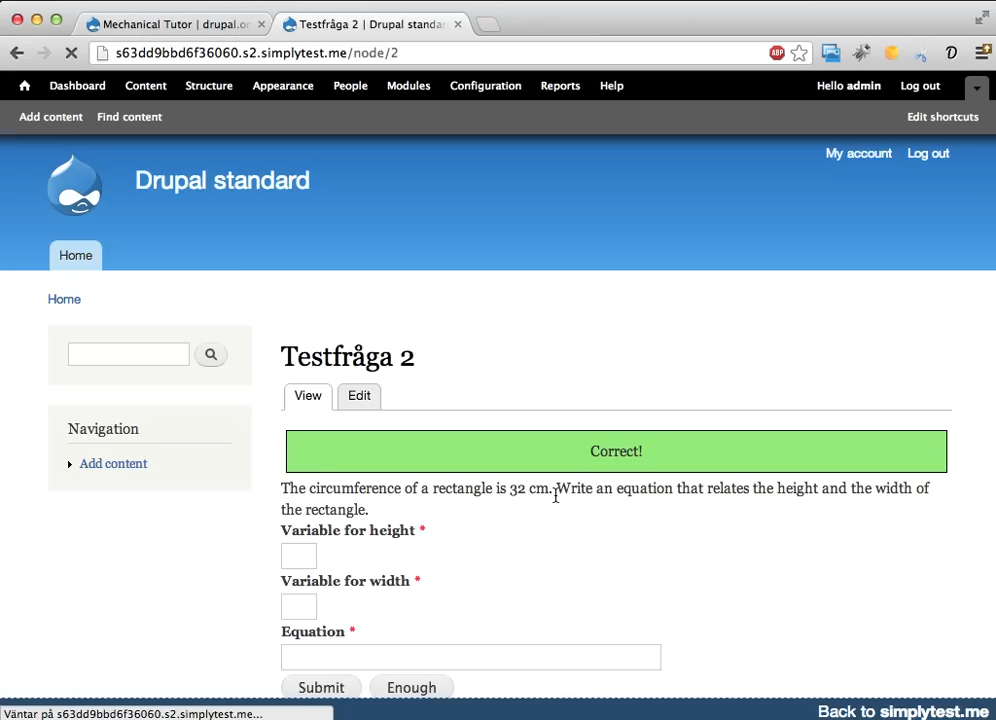 Mechanical Tutor | drupal.or
Testfråga 2 | Drupal standar
s63dd9bbd6f36060.s2.simplytest.me/node/2
ABP
Dashboard Content Structure Appearance People Modules Configuration Reports Help Hello admin Log out
Add content Find content Edit shortcuts
My account Log out
Drupal standard
Home
Home
Testfråga 2
View Edit
Navigation
Add content
Correct!
The circumference of a rectangle is 32 cm. Write an equation that relates the height and the width of
the rectangle.
Variable for height *
Variable for width *
Equation *
Submit Enough
Back to simplytest.me
Väntar på s63dd9bbd6f36060.s2.simplytest.me...